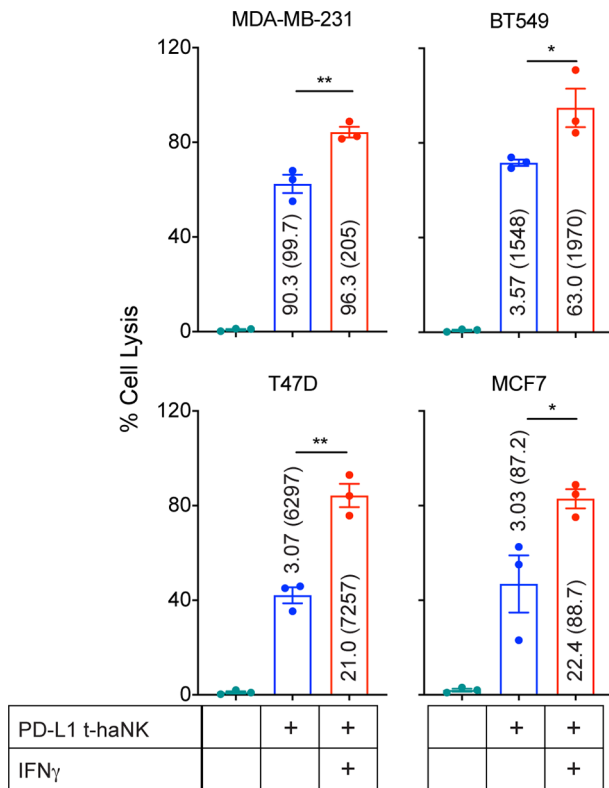 MDA-MB-231
BT549
% Cell Lysis
120
80
40
0
**
90.3 (99.7)
96.3 (205)
*
3.57 (1548)
63.0 (1970)
T47D
MCF7
120
80
40
0
**
3.07 (6297)
21.0 (7257)
*
3.03 (87.2)
22.4 (88.7)
PD-L1 t-haNK + + + +
IFNγ + +